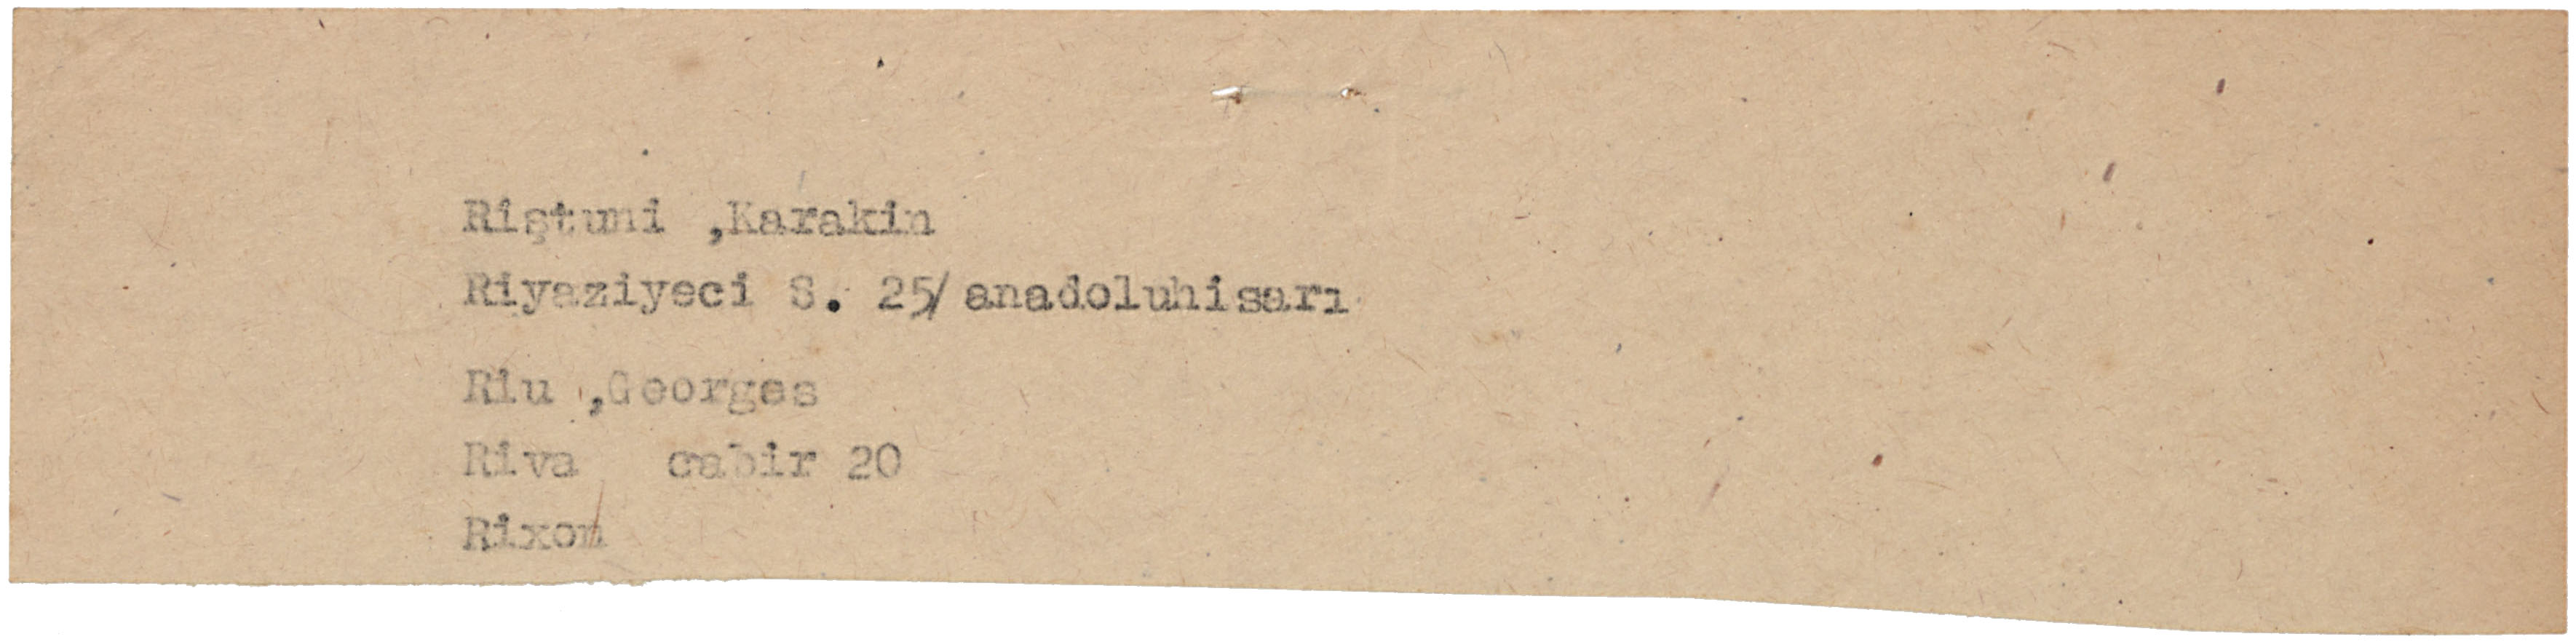 Riştuni ,Karakin
Riyaziyeci S. 25/ anadoluhisarı
Riu ,Georges
Riva cabir 20
Rixon